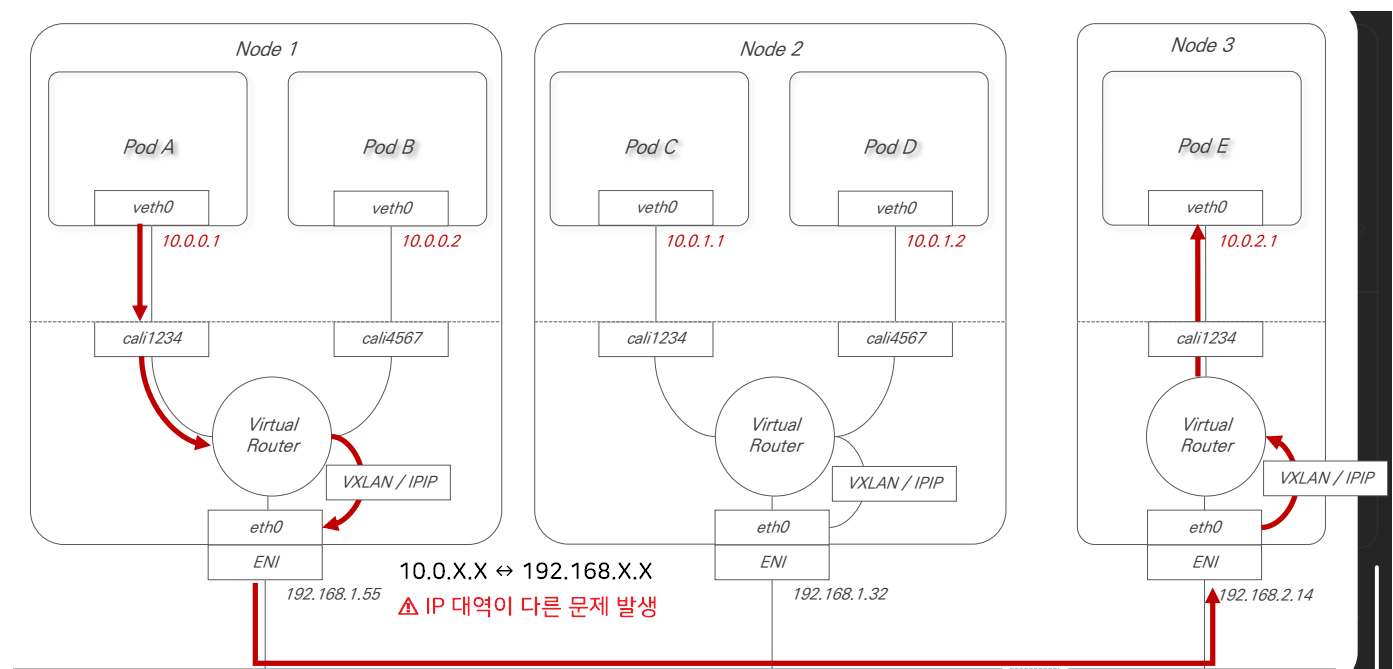 Node 1
Node 2
Node 3
Pod A
Pod B
Pod C
Pod D
Pod E
veth0
veth0
veth0
veth0
veth0
10.0.0.1
10.0.0.2
10.0.1.1
10.0.1.2
10.0.2.1
cali1234
cali4567
cali1234
cali4567
cali1234
Virtual
Router
Virtual
Router
Virtual
Router
VXLAN / IPIP
VXLAN / IPIP
VXLAN / IPIP
eth0
eth0
eth0
ENI
ENI
ENI
192.168.1.55
192.168.1.32
192.168.2.14
10.0.X.X ↔ 192.168.X.X
⚠ IP 대역이 다른 문제 발생